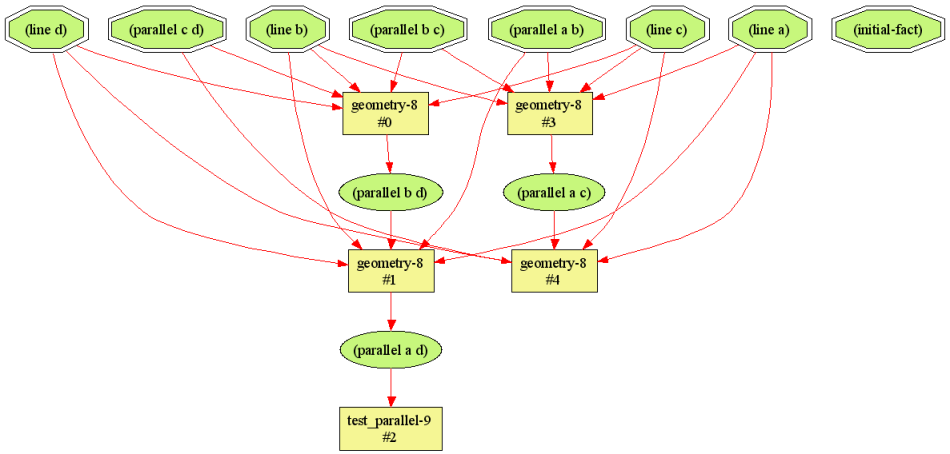 (line d)
(parallel c d)
(line b)
(parallel b c)
(parallel a b)
(line c)
(line a)
(initial-fact)
geometry-8
#0
geometry-8
#3
(parallel b d)
(parallel a c)
geometry-8
#1
geometry-8
#4
(parallel a d)
test_parallel-9
#2